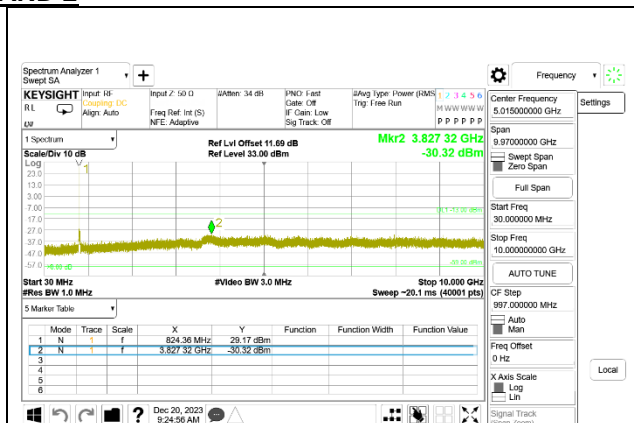 Spectrum Analyzer 1
Swept SA
Frequency
KEYSIGHT
RL
Input: RF
Coupling: DC
Align: Auto
Input Z: 50 Ω
Freq Ref: Int (S)
NFE: Adaptive
#Atten: 34 dB
PNO: Fast
Gate: Off
IF Gain: Low
Sig Track: Off
#Avg Type: Power (RMS
Trig: Free Run
1 2 3 4 5 6
M W W W W W
P P P P P P
Settings
1 Spectrum
Scale/Div 10 dB
Log
Ref Lvl Offset 11.69 dB
Ref Level 33.00 dBm
Mkr2 3.827 32 GHz
-30.32 dBm
23.0
13.0
3.00
-7.00
-17.0
-27.0
-37.0
-47.0
-57.0
1
2
Start 30 MHz
#Res BW 1.0 MHz
#Video BW 3.0 MHz
Stop 10.000 GHz
Sweep ~20.1 ms (40001 pts)
5 Marker Table
Mode Trace Scale X Y Function Function Width Function Value
1 N 1 f 824.36 MHz 29.17 dBm
2 N 1 f 3.827 32 GHz -30.32 dBm
3
4
5
6
Dec 20, 2023
9:24:56 AM
Center Frequency
5.015000000 GHz
Span
9.97000000 GHz
Swept Span
Zero Span
Full Span
Start Freq
30.000000 MHz
Stop Freq
10.000000000 GHz
AUTO TUNE
CF Step
997.000000 MHz
Auto
Man
Freq Offset
0 Hz
X Axis Scale
Log
Lin
Signal Track
Local